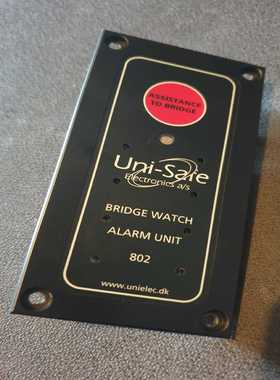 ASSISTANCE
TO BRIDGE
Uni-Safe
Electronics a/s
BRIDGE WATCH
ALARM UNIT
802
www.unielec.dk